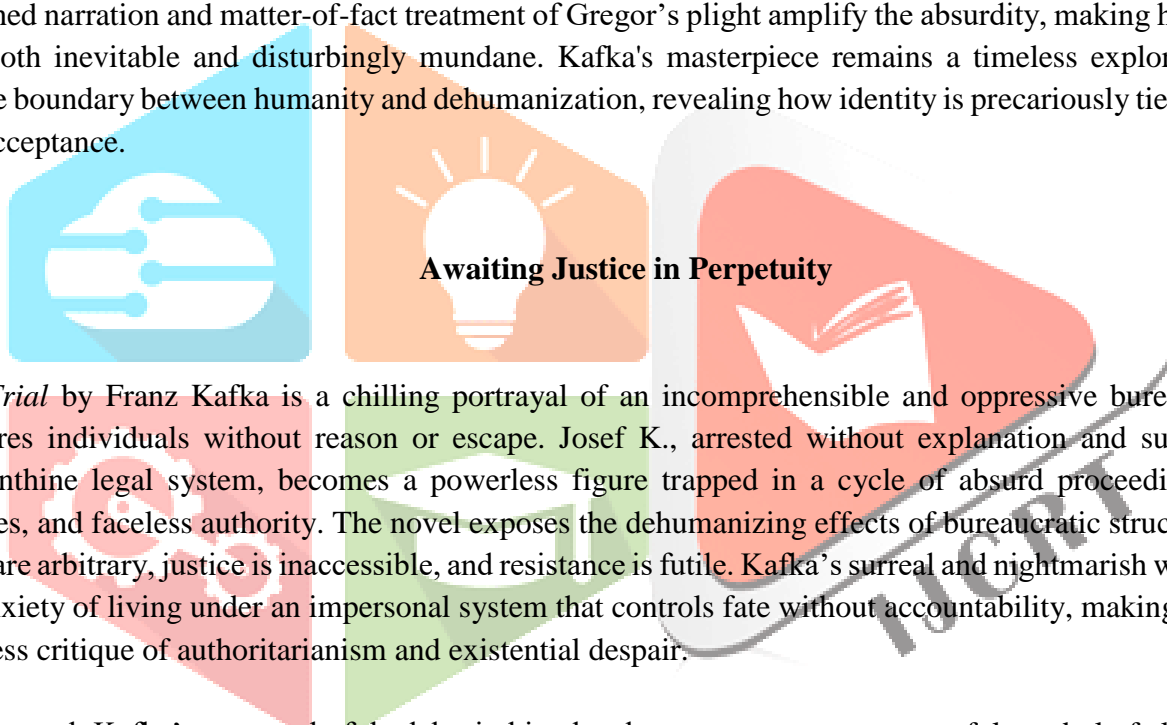 ned narration and matter-of-fact treatment of Gregor’s plight amplify the absurdity, making h
oth inevitable and disturbingly mundane. Kafka's masterpiece remains a timeless explor
e boundary between humanity and dehumanization, revealing how identity is precariously tie
cceptance.
Awaiting Justice in Perpetuity
Trial by Franz Kafka is a chilling portrayal of an incomprehensible and oppressive bure
res individuals without reason or escape. Josef K., arrested without explanation and su
nthine legal system, becomes a powerless figure trapped in a cycle of absurd proceedi
es, and faceless authority. The novel exposes the dehumanizing effects of bureaucratic struc
are arbitrary, justice is inaccessible, and resistance is futile. Kafka’s surreal and nightmarish w
nxiety of living under an impersonal system that controls fate without accountability, making
ess critique of authoritarianism and existential despair.
IJCRT